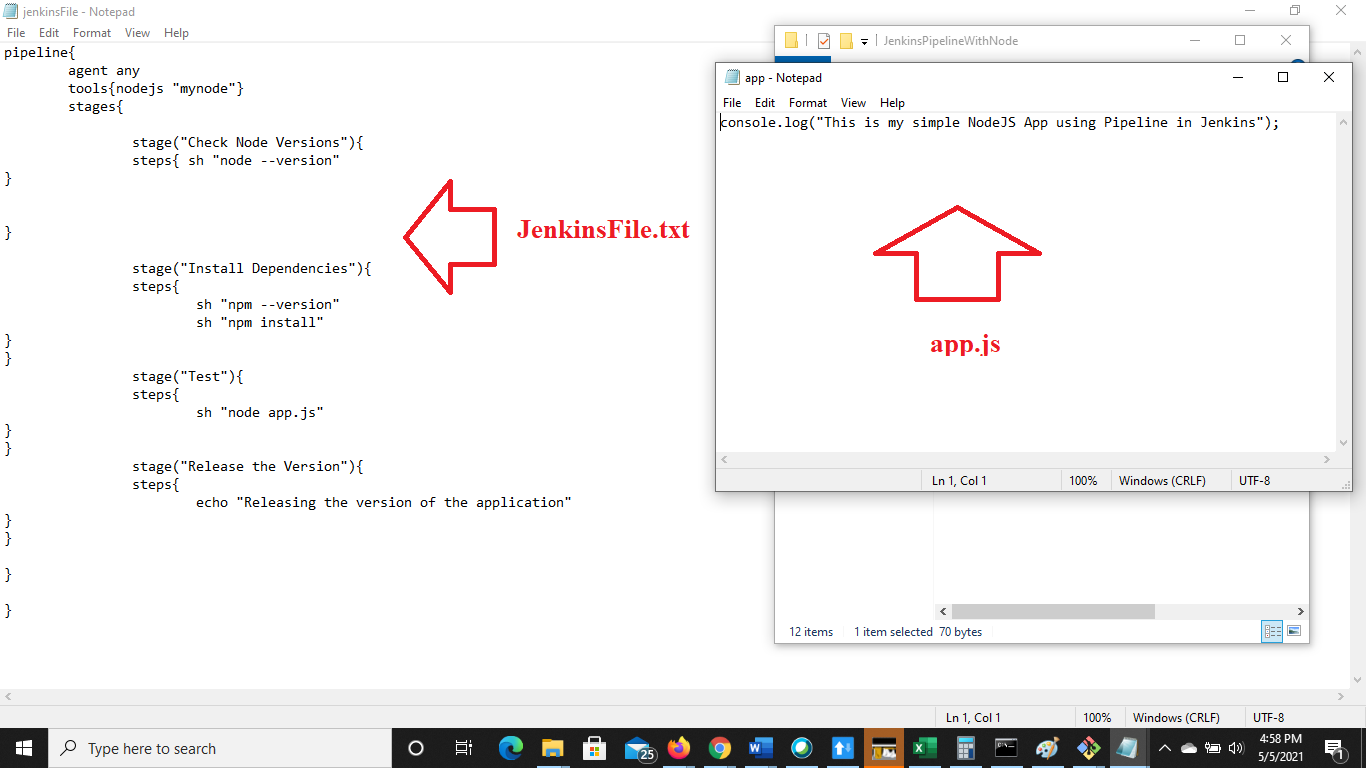 jenkinsFile - Notepad
File Edit Format View Help
pipeline{
agent any
tools{nodejs "mynode"}
stages{
stage("Check Node Versions"){
steps{ sh "node --version"
}
}
stage("Install Dependencies"){
steps{
sh "npm --version"
sh "npm install"
}
}
stage("Test"){
steps{
sh "node app.js"
}
}
stage("Release the Version"){
steps{
echo "Releasing the version of the application"
}
}
}
}
JenkinsFile.txt
JenkinsPipelineWithNode
app - Notepad
File Edit Format View Help
console.log("This is my simple NodeJS App using Pipeline in Jenkins");
app.js
Ln 1, Col 1 100% Windows (CRLF) UTF-8
12 items 1 item selected 70 bytes
Ln 1, Col 1 100% Windows (CRLF) UTF-8
Type here to search
25
4:58 PM
5/5/2021
1